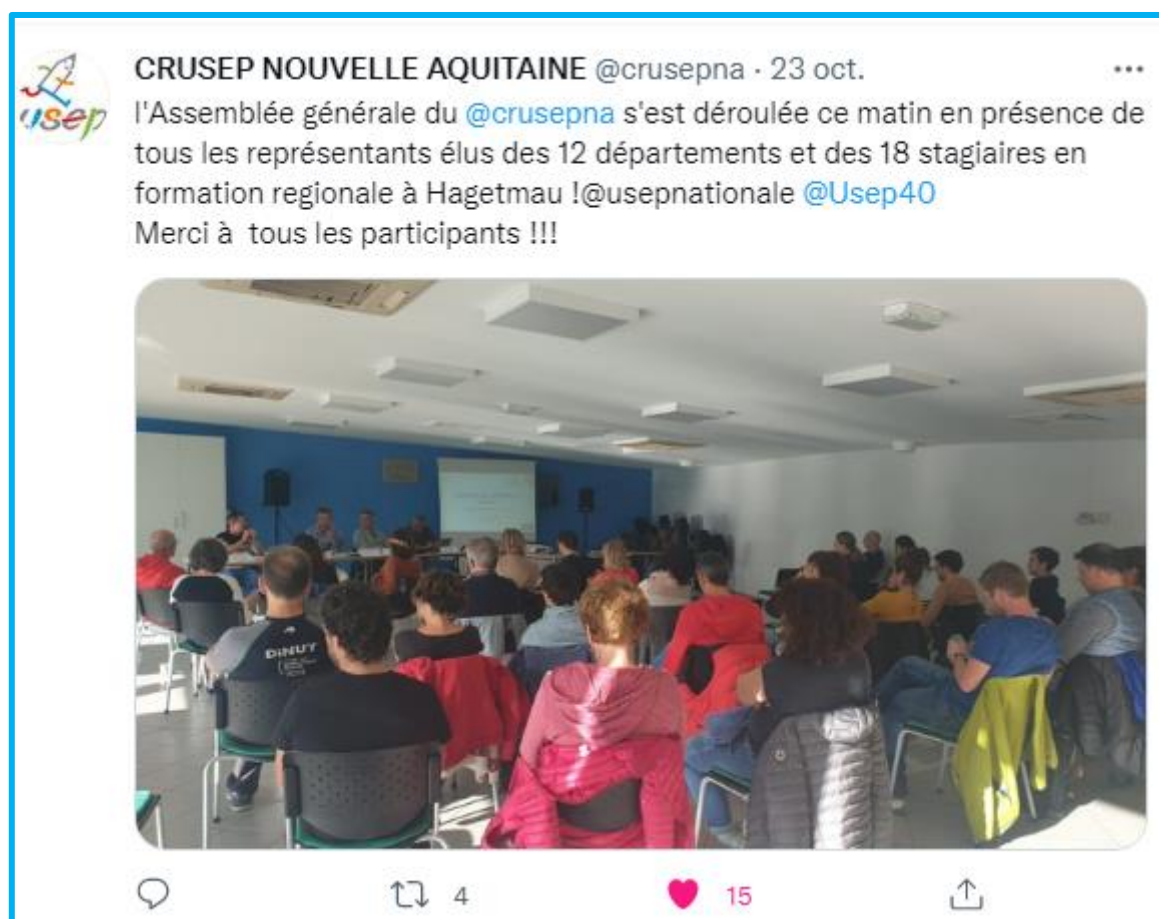 usep
CRUSEP NOUVELLE AQUITAINE @crusepna · 23 oct.
l'Assemblée générale du @crusepna s'est déroulée ce matin en présence de
tous les représentants élus des 12 départements et des 18 stagiaires en
formation regionale à Hagetmau !@usepnationale @Usep40
Merci à tous les participants !!!
DiNUY
4
15